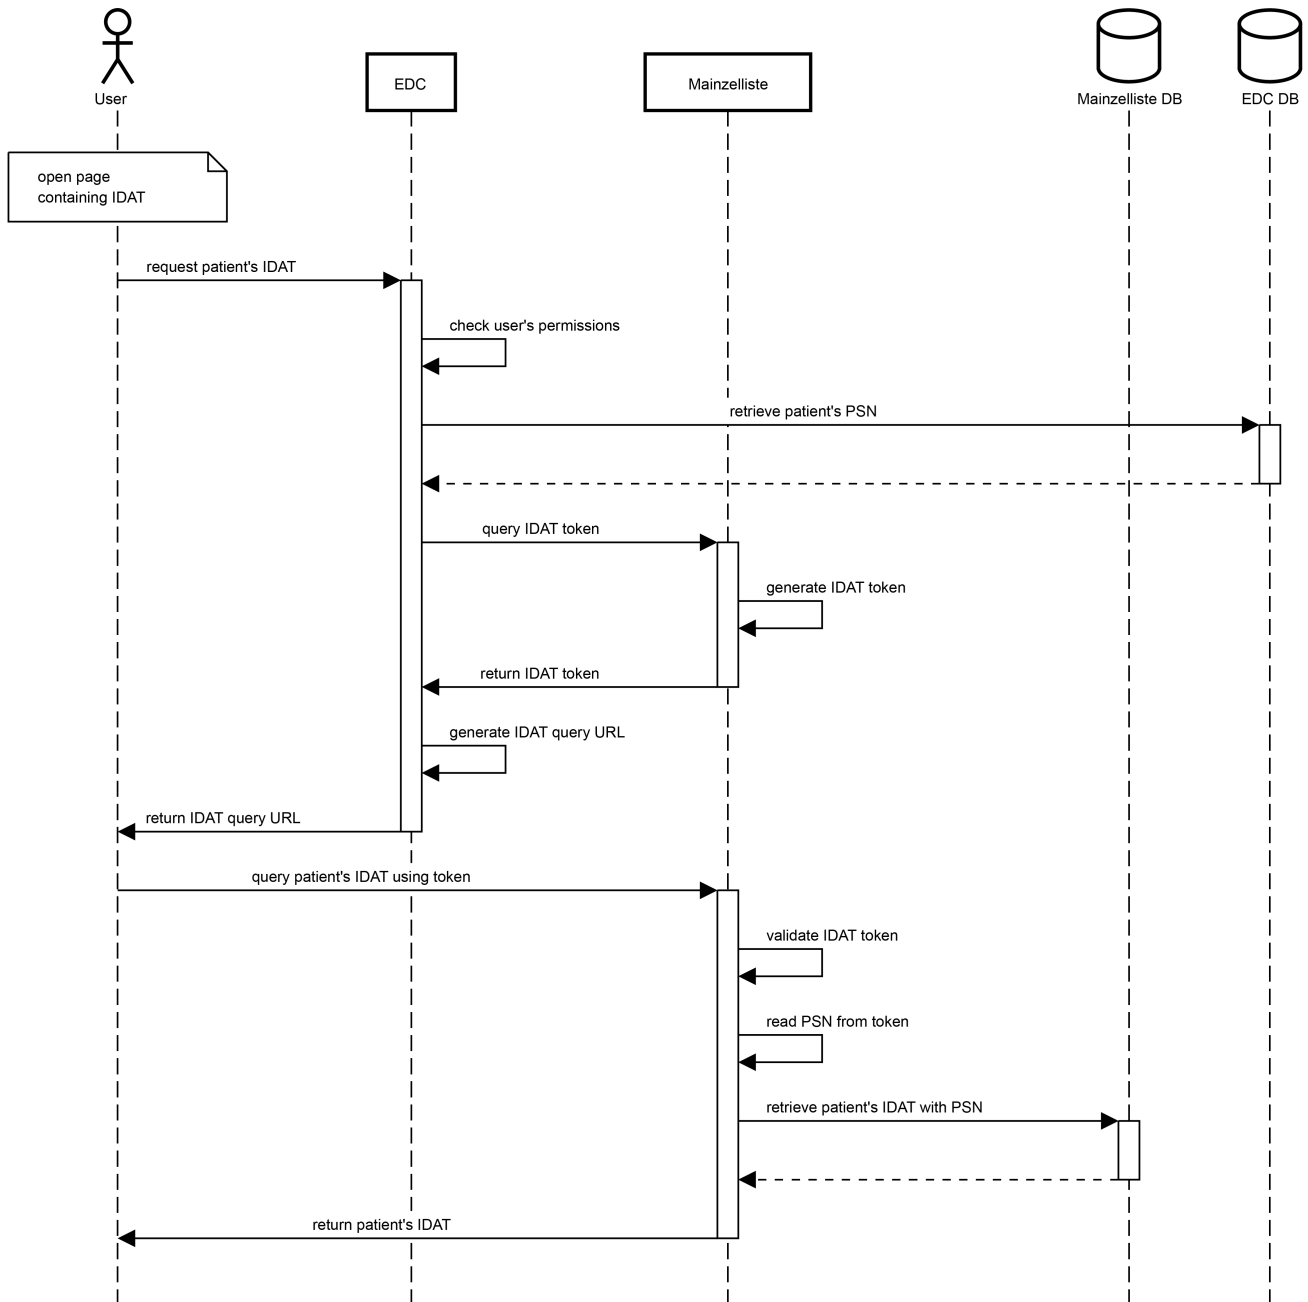 User
EDC
Mainzelliste
Mainzelliste DB
EDC DB
open page
containing IDAT
request patient's IDAT
check user's permissions
retrieve patient's PSN
query IDAT token
generate IDAT token
return IDAT token
generate IDAT query URL
return IDAT query URL
query patient's IDAT using token
validate IDAT token
read PSN from token
retrieve patient's IDAT with PSN
return patient's IDAT